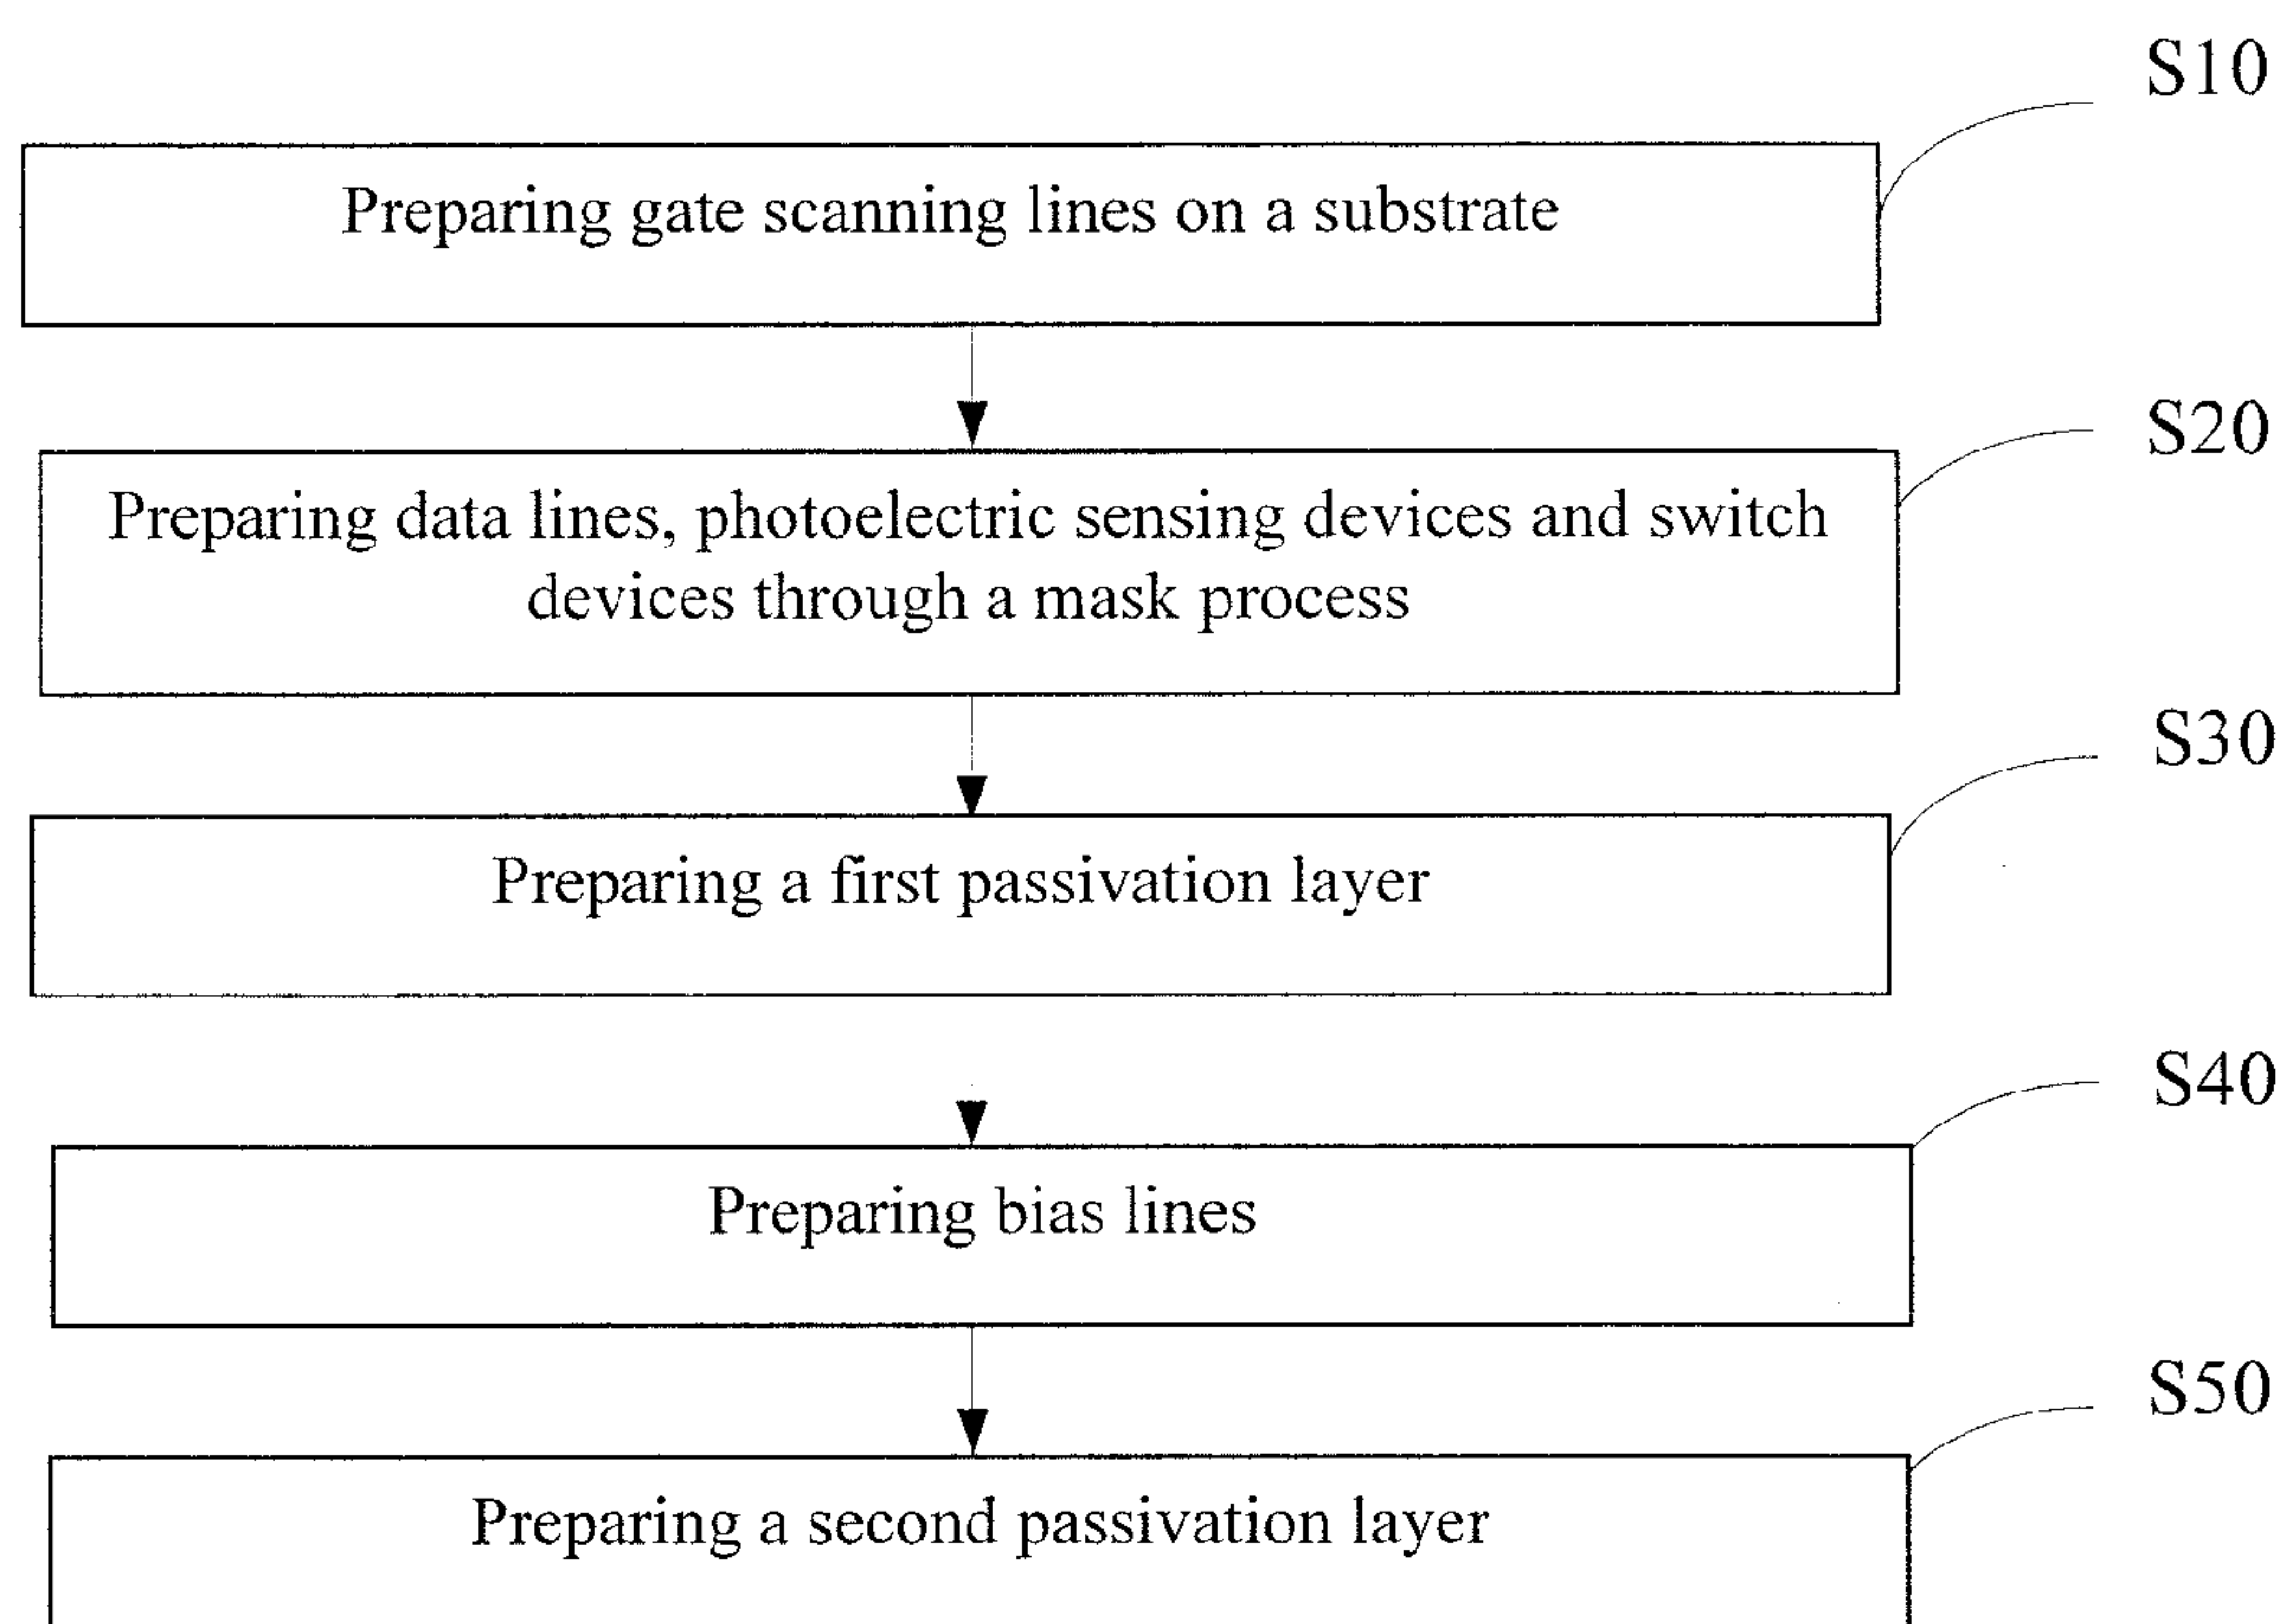 S10
Preparing gate scanning lines on a substrate
S20
Preparing data lines, photoelectric sensing devices and switch
devices through a mask process
S30
Preparing a first passivation layer
S40
Preparing bias lines
S50
Preparing a second passivation layer